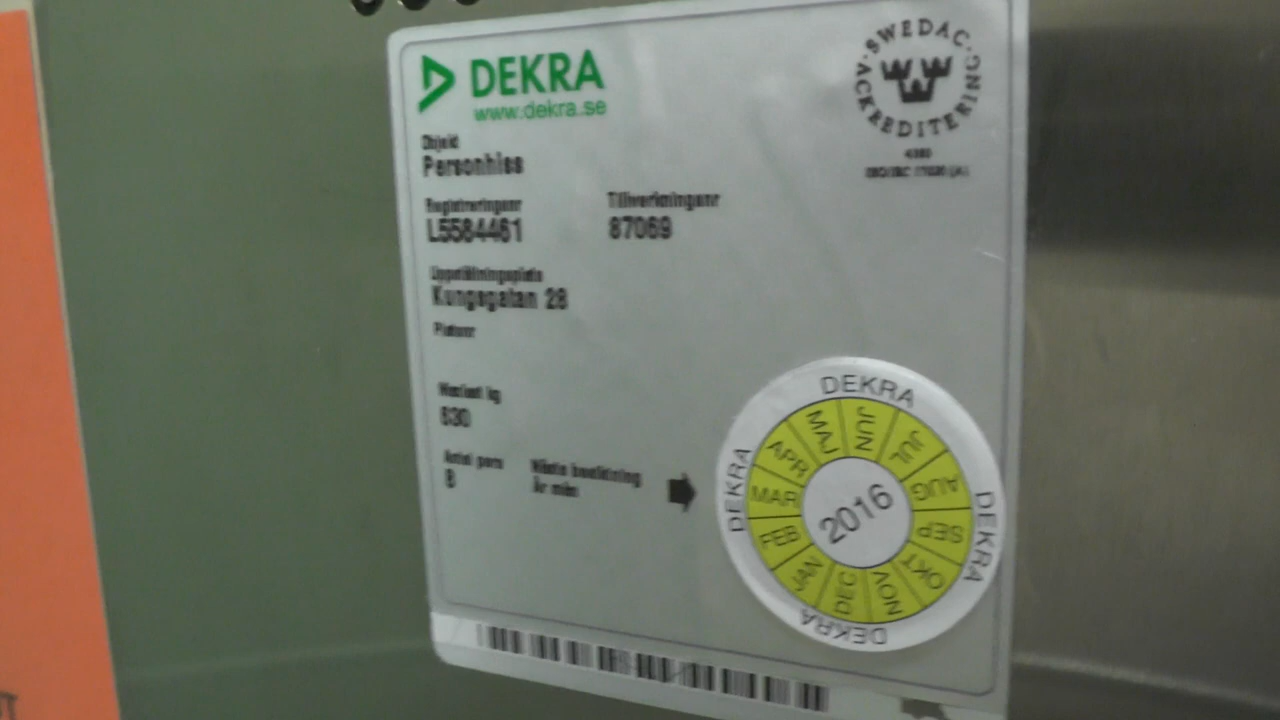 DEKRA
www.dekra.se
SWEDAC
ACKREDITERING
Objekt
Personhiss
Registreringsnr
L5584461
Tillverkningsnr
87069
Uppställningsplats
Kungsgatan 28
Platsnr
Maxlast kg
630
Antal pers
8
Nästa besiktning
År mån
DEKRA
DEKRA
DEKRA
DEKRA
JAN
FEB
MAR
APR
MAJ
JUN
JUL
AUG
SEP
OKT
NOV
DEC
2016